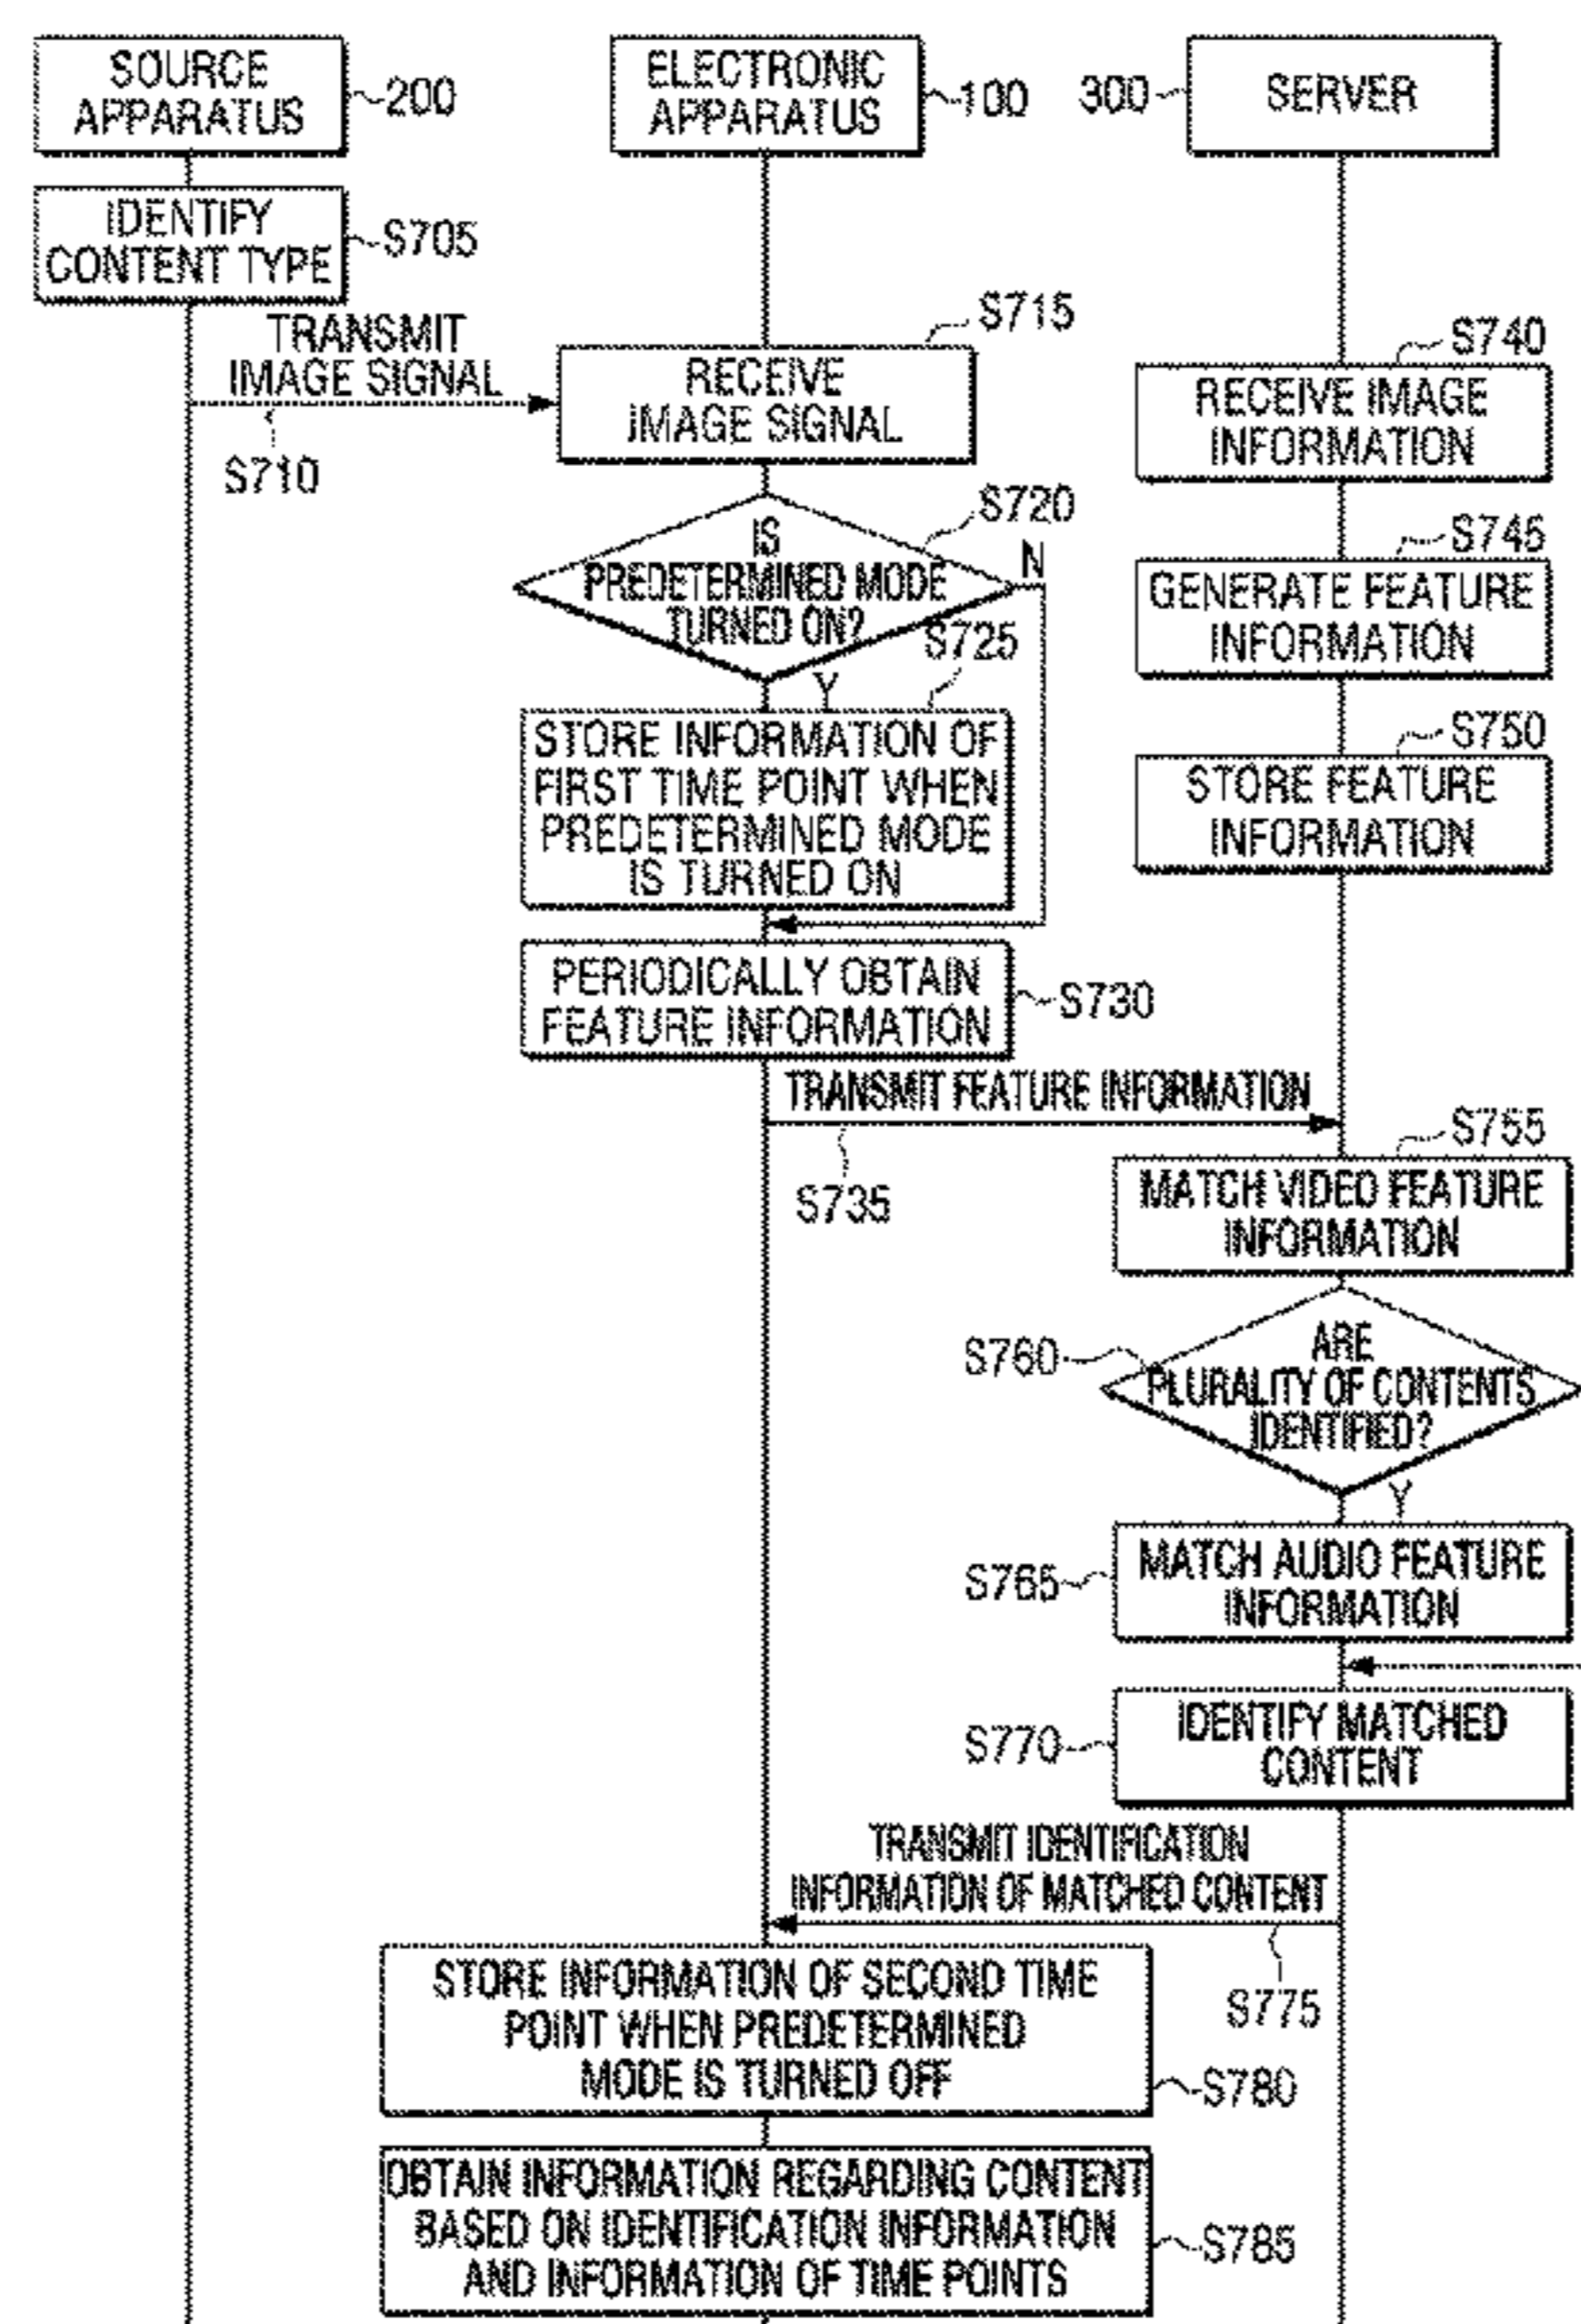 SOURCE
APPARATUS
200
ELECTRONIC
APPARATUS
100
300
SERVER
IDENTIFY
CONTENT TYPE
S705
TRANSMIT
IMAGE SIGNAL
S710
S715
RECEIVE
IMAGE SIGNAL
S720
IS
PREDETERMINED MODE
TURNED ON?
N
Y
S725
STORE INFORMATION OF
FIRST TIME POINT WHEN
PREDETERMINED MODE
IS TURNED ON
PERIODICALLY OBTAIN
FEATURE INFORMATION
S730
TRANSMIT FEATURE INFORMATION
S735
S740
RECEIVE IMAGE
INFORMATION
S745
GENERATE FEATURE
INFORMATION
S750
STORE FEATURE
INFORMATION
S755
MATCH VIDEO FEATURE
INFORMATION
S760
ARE
PLURALITY OF CONTENTS
IDENTIFIED?
Y
S765
MATCH AUDIO FEATURE
INFORMATION
S770
IDENTIFY MATCHED
CONTENT
TRANSMIT IDENTIFICATION
INFORMATION OF MATCHED CONTENT
S775
STORE INFORMATION OF SECOND TIME
POINT WHEN PREDETERMINED
MODE IS TURNED OFF
S780
OBTAIN INFORMATION REGARDING CONTENT
BASED ON IDENTIFICATION INFORMATION
AND INFORMATION OF TIME POINTS
S785